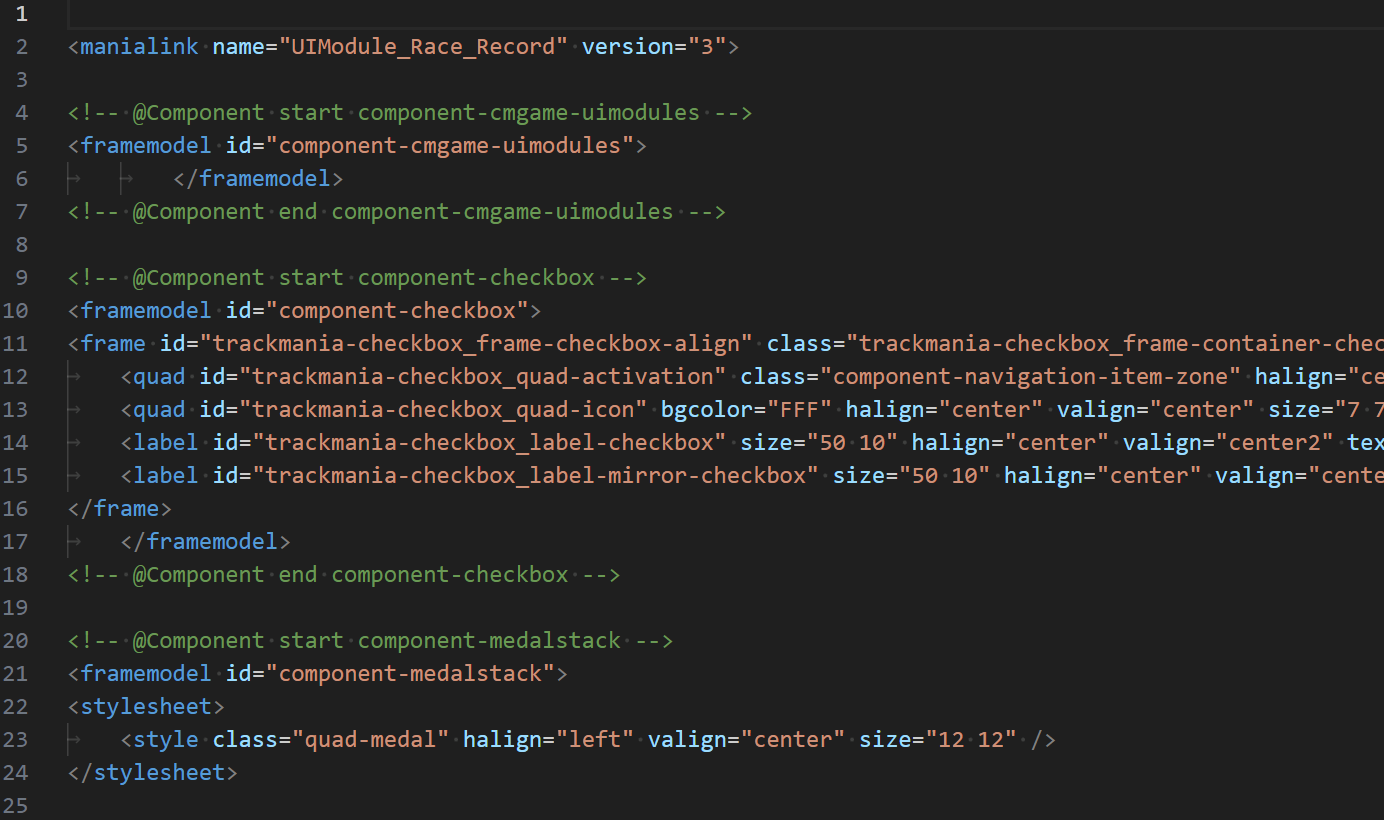 1
2 <manialink name="UIModule_Race_Record" version="3">
3
4 <!-- @Component start component-cmgame-uimodules -->
5 <framemodel id="component-cmgame-uimodules">
6 </framemodel>
7 <!-- @Component end component-cmgame-uimodules -->
8
9 <!-- @Component start component-checkbox -->
10 <framemodel id="component-checkbox">
11 <frame id="trackmania-checkbox_frame-checkbox-align" class="trackmania-checkbox_frame-container-chec
12 <quad id="trackmania-checkbox_quad-activation" class="component-navigation-item-zone" halign="ce
13 <quad id="trackmania-checkbox_quad-icon" bgcolor="FFF" halign="center" valign="center" size="7 7
14 <label id="trackmania-checkbox_label-checkbox" size="50 10" halign="center" valign="center2" tex
15 <label id="trackmania-checkbox_label-mirror-checkbox" size="50 10" halign="center" valign="cente
16 </frame>
17 </framemodel>
18 <!-- @Component end component-checkbox -->
19
20 <!-- @Component start component-medalstack -->
21 <framemodel id="component-medalstack">
22 <stylesheet>
23 <style class="quad-medal" halign="left" valign="center" size="12 12" />
24 </stylesheet>
25